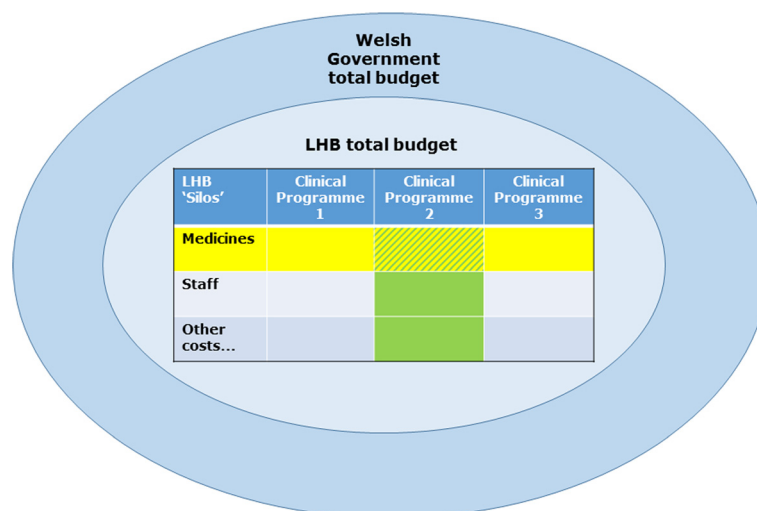 Welsh
Government
total budget
LHB total budget
LHB
‘Silos’
Clinical
Programme
1
Clinical
Programme
2
Clinical
Programme
3
Medicines
Staff
Other
costs…